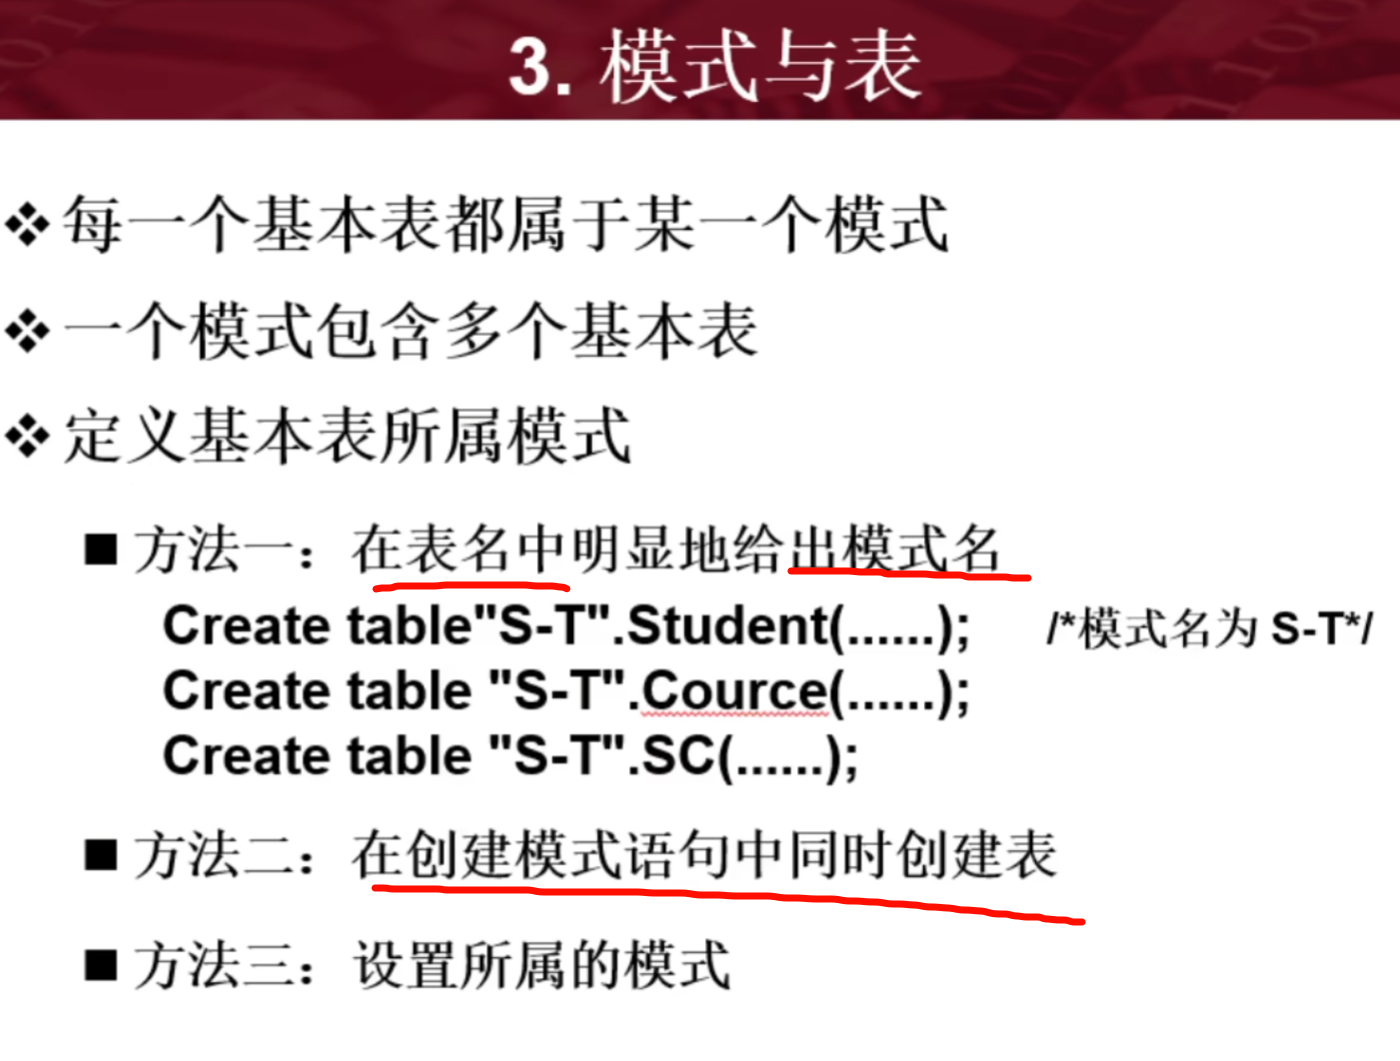 3. 模式与表
❖每一个基本表都属于某一个模式
❖一个模式包含多个基本表
❖定义基本表所属模式
■ 方法一：在表名中明显地给出模式名
Create table"S-T".Student(......); /*模式名为 S-T*/
Create table "S-T".Cource(......);
Create table "S-T".SC(......);
■ 方法二：在创建模式语句中同时创建表
■ 方法三：设置所属的模式